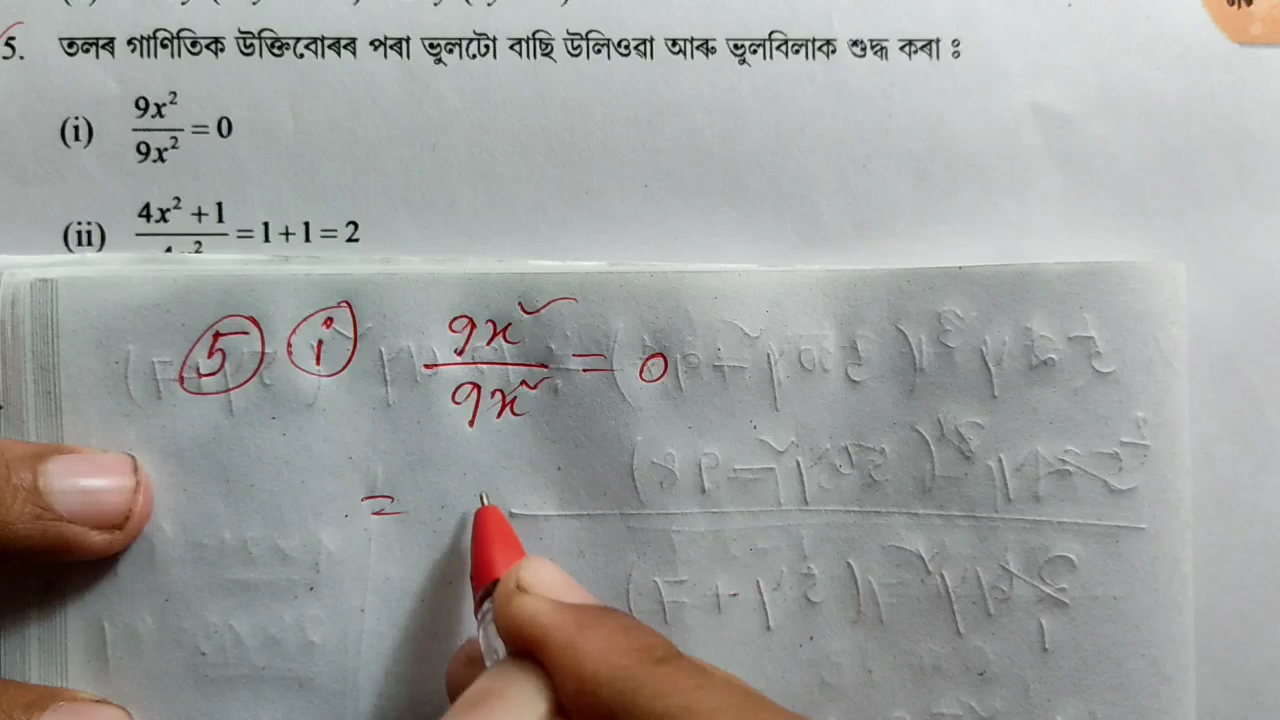 5. তলৰ গাণিতিক উক্তিবোৰৰ পৰা ভুলটো বাছি উলিওৱা আৰু ভুলবিলাক শুদ্ধ কৰা ঃ
(i) 9x²/9x² = 0
(ii) 4x² + 1/4x² = 1 + 1 = 2
5 i 9x²/9x² = 0
=